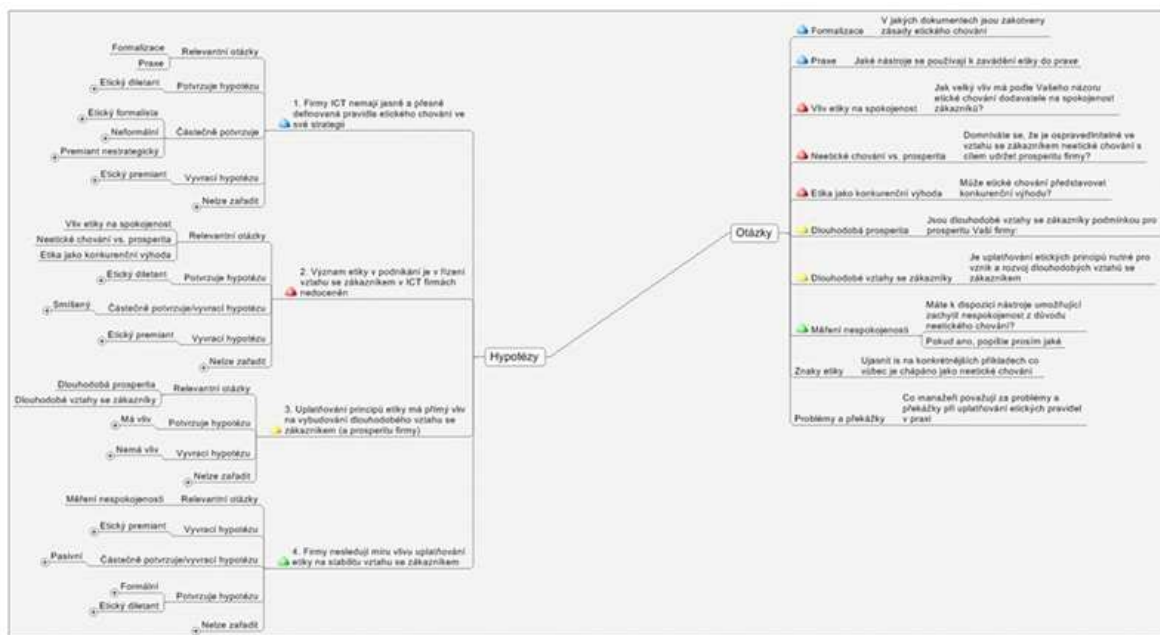 Formalizace
Praxe
Relevantní otázky
Etický diletant
Potvrzuje hypotézu
Etický formalista
Neformální
Premiant nestrategický
Částečně potvrzuje
Etický premiant
Vyvrací hypotézu
Nelze zařadit
1. Firmy ICT nemají jasně a přesně
definovaná pravidla etického chování ve
své strategii
Vliv etiky na spokojenost
Neetické chování vs. prosperita
Etika jako konkurenční výhoda
Relevantní otázky
Etický diletant
Potvrzuje hypotézu
Smíšený
Částečně potvrzuje/vyvrací hypotézu
Etický premiant
Vyvrací hypotézu
Nelze zařadit
2. Význam etiky v podnikání je v řízení
vztahu se zákazníkem v ICT firmách
nedoceněn
Dlouhodobá prosperita
Dlouhodobé vztahy se zákazníky
Relevantní otázky
Má vliv
Potvrzuje hypotézu
Nemá vliv
Vyvrací hypotézu
Nelze zařadit
3. Uplatňování principů etiky má přímý vliv
na vybudování dlouhodobého vztahu se
zákazníkem (a prosperitu firmy)
Měření nespokojenosti
Relevantní otázky
Etický premiant
Vyvrací hypotézu
Pasivní
Částečně potvrzuje/vyvrací hypotézu
Formální
Etický diletant
Potvrzuje hypotézu
Nelze zařadit
4. Firmy nesledují míru vlivu uplatňování
etiky na stabilitu vztahu se zákazníkem
Hypotézy
Otázky
Formalizace
V jakých dokumentech jsou zakotveny
zásady etického chování
Praxe
Jaké nástroje se používají k zavádění etiky do praxe
Vliv etiky na spokojenost
Jak velký vliv má podle Vašeho názoru
etické chování dodavatele na spokojenost
zákazníků?
Neetické chování vs. prosperita
Domníváte se, že je ospravedlnitelné ve
vztahu se zákazníkem neetické chování s
cílem udržet prosperitu firmy?
Etika jako konkurenční výhoda
Může etické chování představovat
konkurenční výhodu?
Dlouhodobá prosperita
Jsou dlouhodobé vztahy se zákazníky podmínkou pro
prosperitu Vaší firmy:
Dlouhodobé vztahy se zákazníky
Je uplatňování etických principů nutné pro
vznik a rozvoj dlouhodobých vztahů se
zákazníkem
Měření nespokojenosti
Máte k dispozici nástroje umožňující
zachytit nespokojenost z důvodu
neetického chování?
Pokud ano, popište prosím jaké
Znaky etiky
Ujasnit is na konkrétnějších příkladech co
vůbec je chápáno jako neetické chování
Problémy a překážky
Co manažeři považují za problémy a
překážky při uplatňování etických pravidel
v praxi